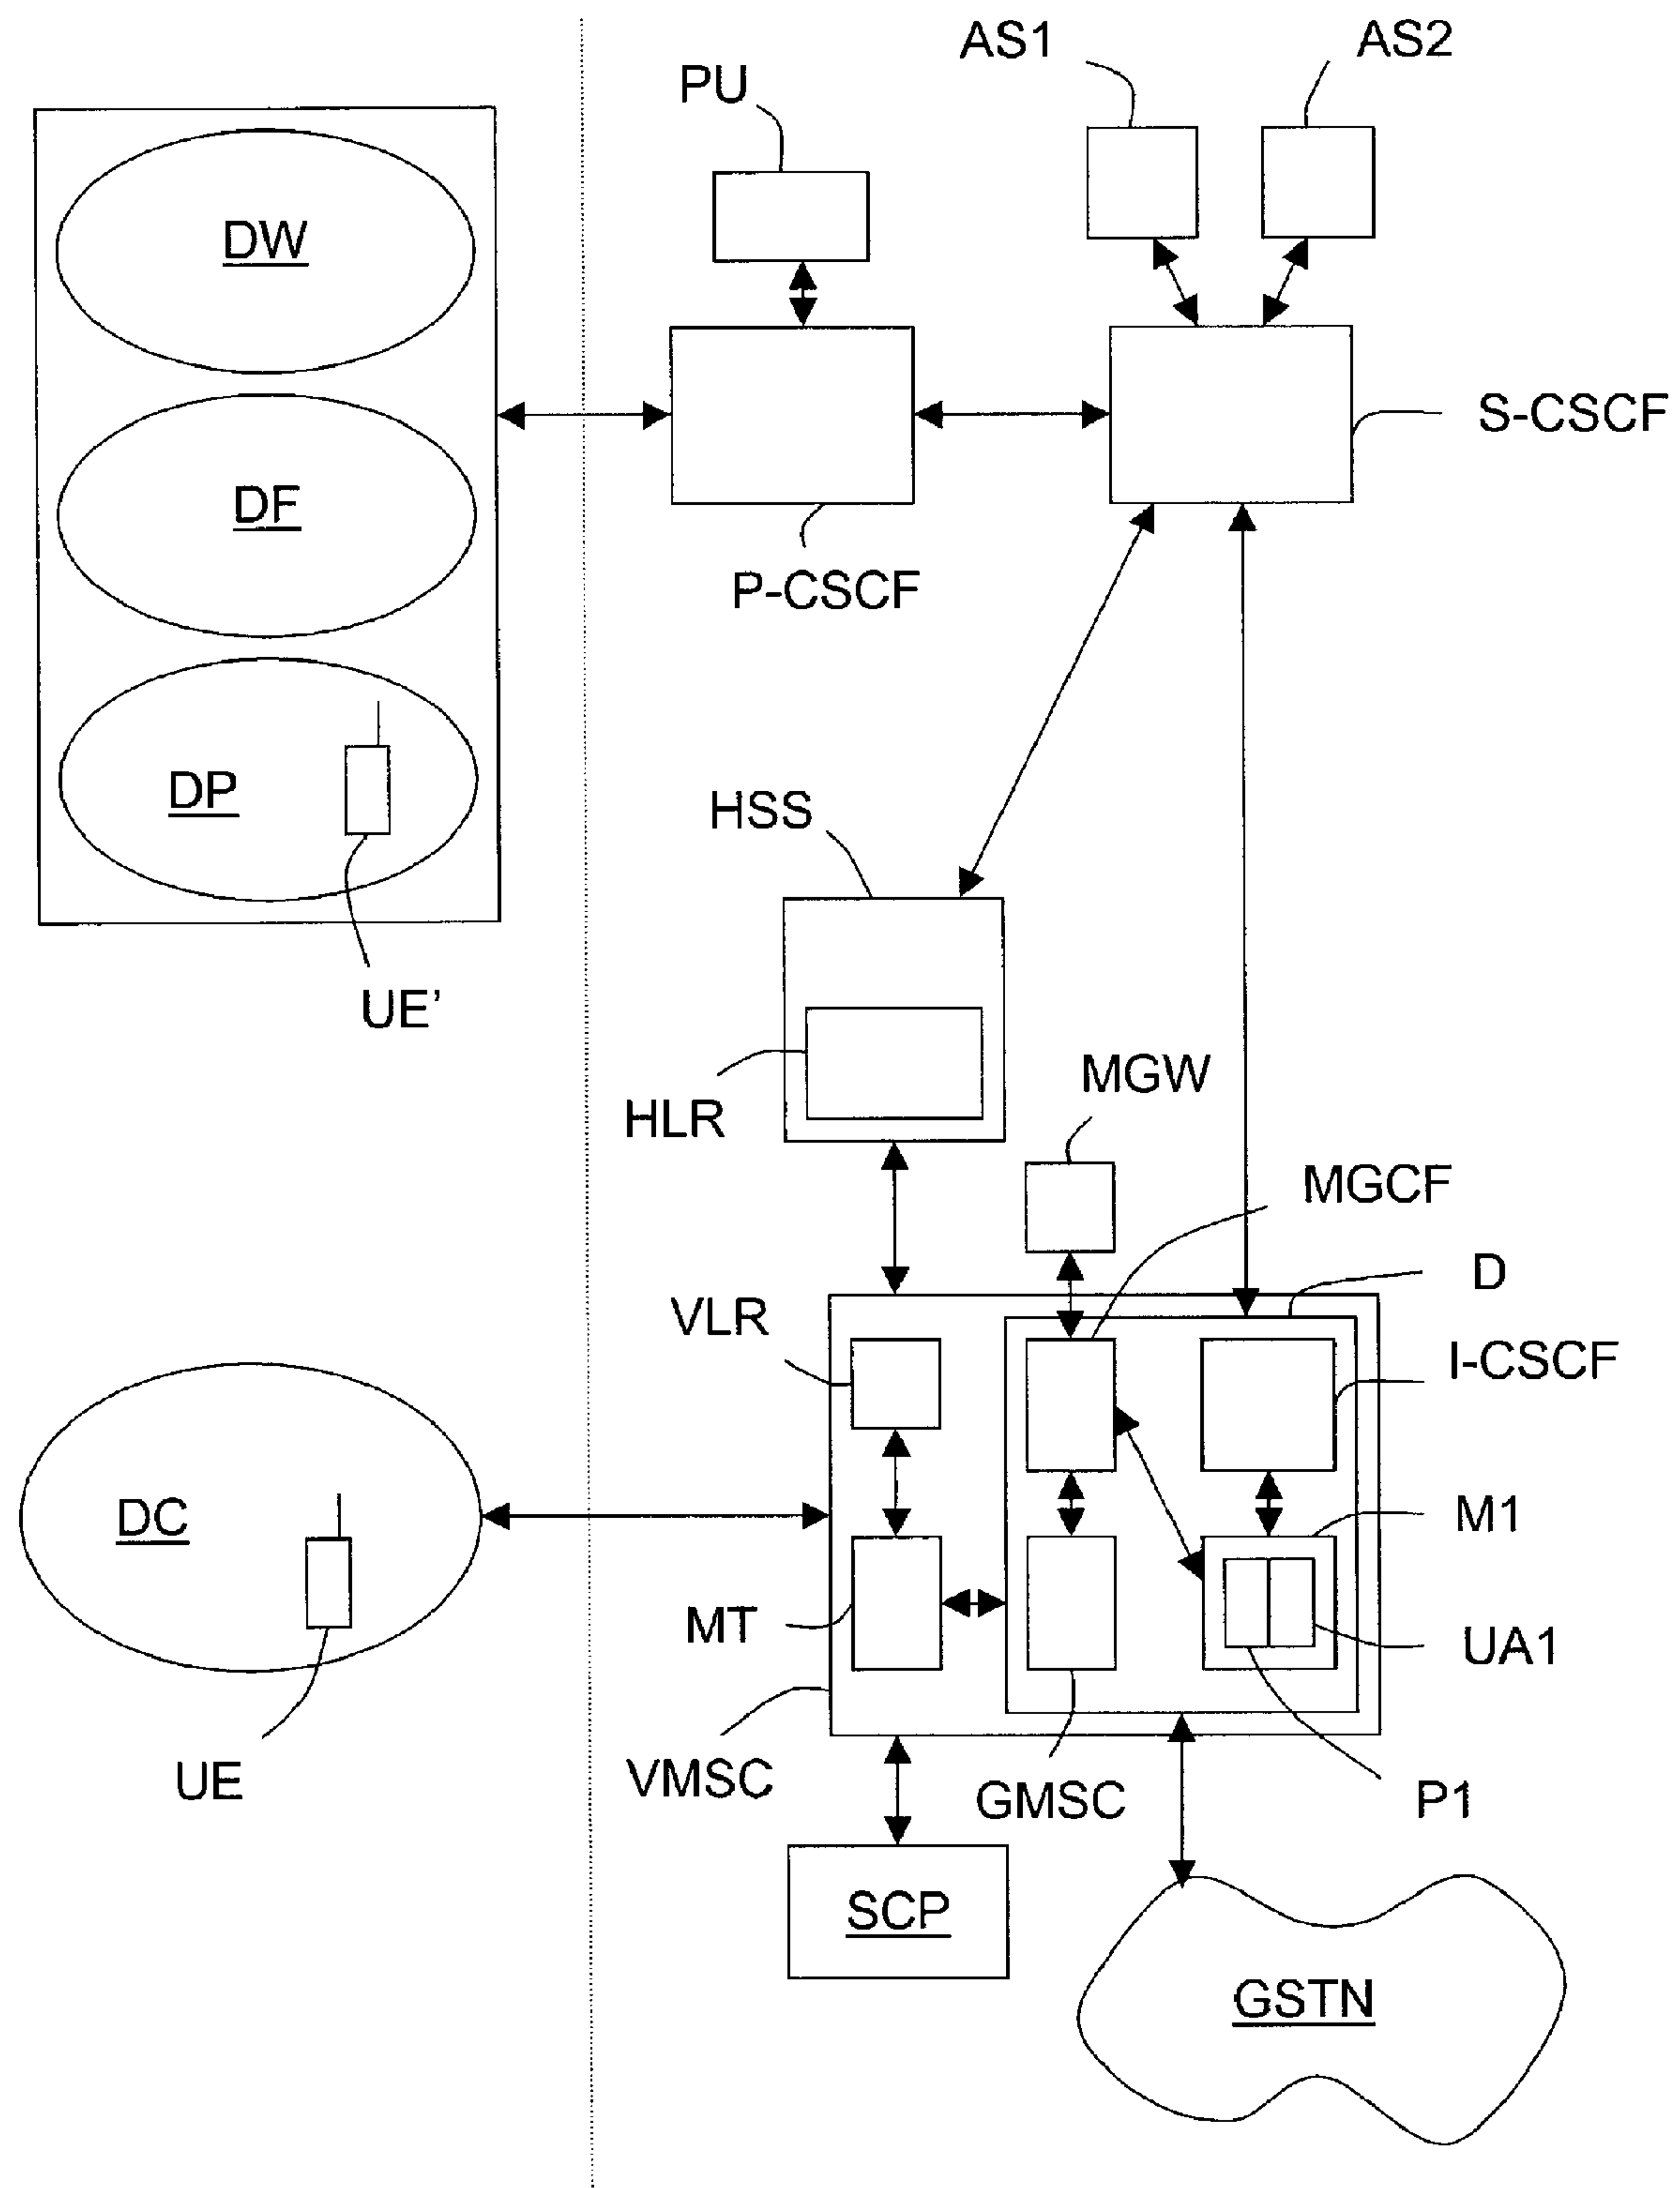 AS1
AS2
PU
DW
S-CSCF
DF
P-CSCF
DP
HSS
UE’
MGW
HLR
MGCF
D
VLR
I-CSCF
DC
M1
MT
UA1
UE
VMSC
GMSC
P1
SCP
GSTN